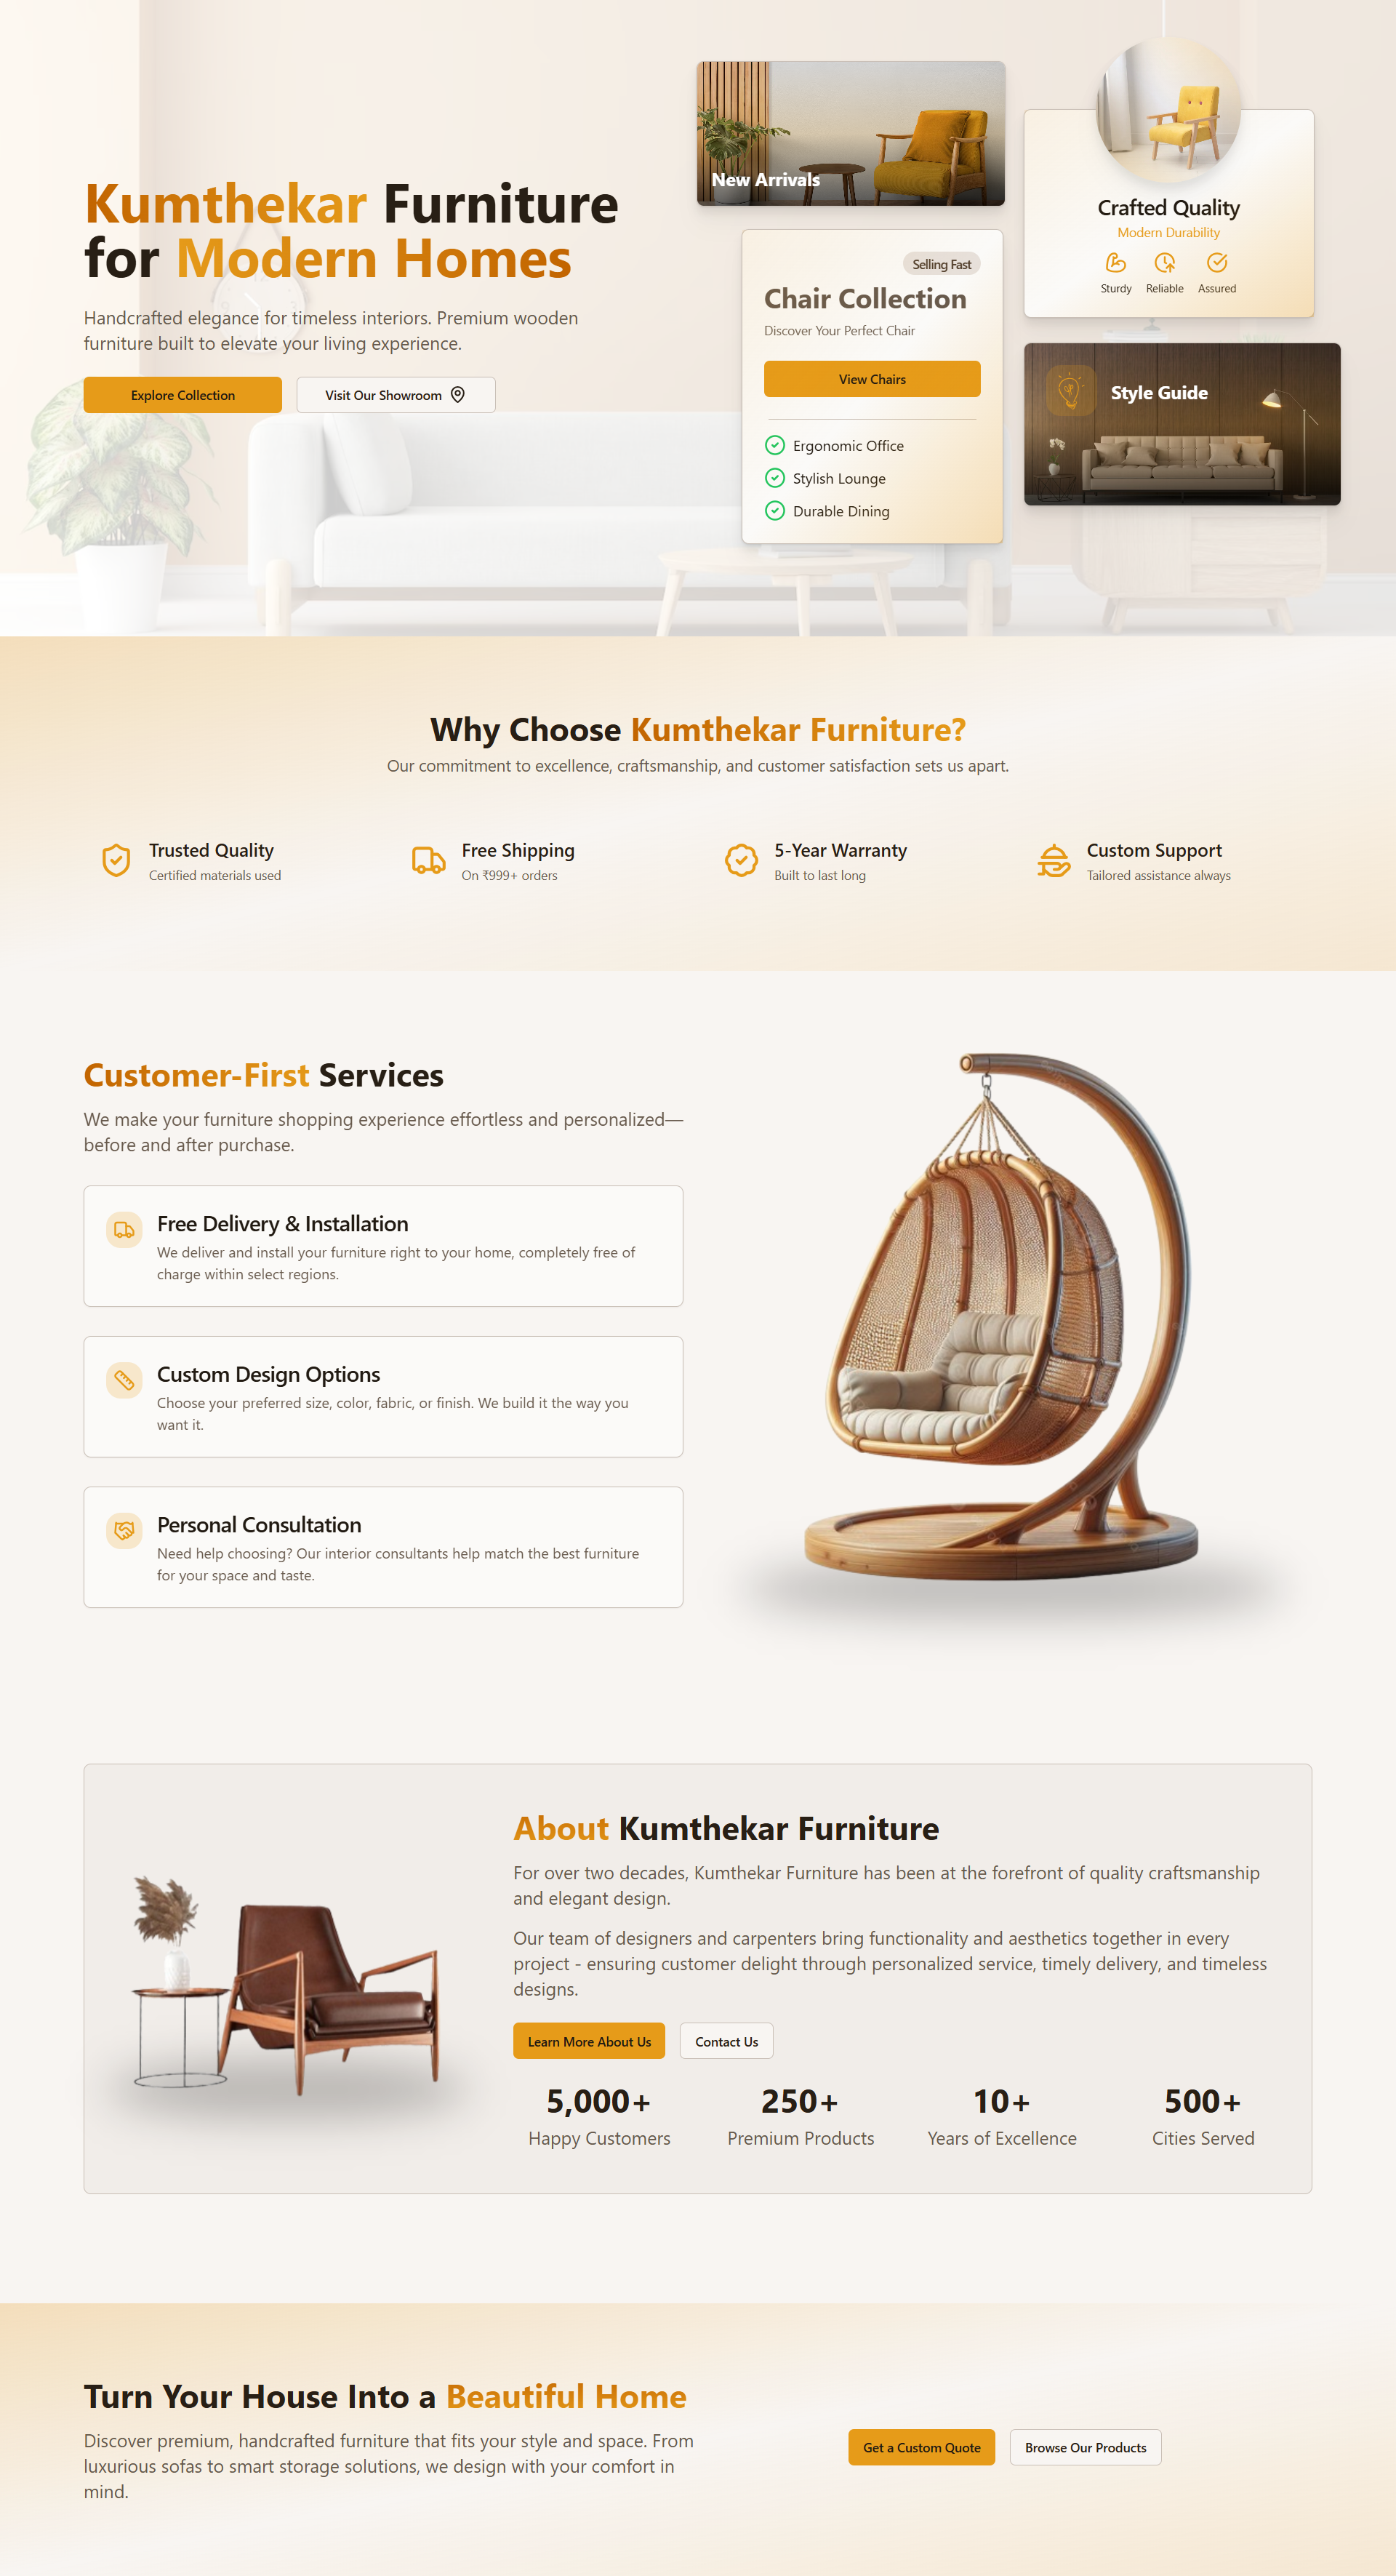 Kumthekar Furniture
for Modern Homes
Handcrafted elegance for timeless interiors. Premium wooden
furniture built to elevate your living experience.
Explore Collection
Visit Our Showroom
New Arrivals
Selling Fast
Chair Collection
Discover Your Perfect Chair
View Chairs
Ergonomic Office
Stylish Lounge
Durable Dining
Crafted Quality
Modern Durability
Sturdy
Reliable
Assured
Style Guide
Why Choose Kumthekar Furniture?
Our commitment to excellence, craftsmanship, and customer satisfaction sets us apart.
Trusted Quality
Certified materials used
Free Shipping
On ₹999+ orders
5-Year Warranty
Built to last long
Custom Support
Tailored assistance always
Customer-First Services
We make your furniture shopping experience effortless and personalized—
before and after purchase.
Free Delivery & Installation
We deliver and install your furniture right to your home, completely free of
charge within select regions.
Custom Design Options
Choose your preferred size, color, fabric, or finish. We build it the way you
want it.
Personal Consultation
Need help choosing? Our interior consultants help match the best furniture
for your space and taste.
About Kumthekar Furniture
For over two decades, Kumthekar Furniture has been at the forefront of quality craftsmanship
and elegant design.
Our team of designers and carpenters bring functionality and aesthetics together in every
project - ensuring customer delight through personalized service, timely delivery, and timeless
designs.
Learn More About Us
Contact Us
5,000+
Happy Customers
250+
Premium Products
10+
Years of Excellence
500+
Cities Served
Turn Your House Into a Beautiful Home
Discover premium, handcrafted furniture that fits your style and space. From
luxurious sofas to smart storage solutions, we design with your comfort in
mind.
Get a Custom Quote
Browse Our Products